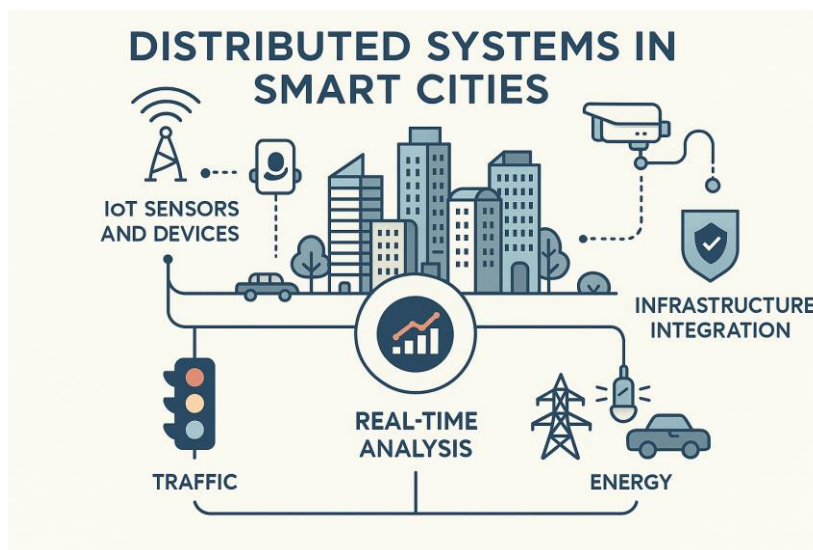 DISTRIBUTED SYSTEMS IN
SMART CITIES
IoT SENSORS
AND DEVICES
INFRASTRUCTURE
INTEGRATION
REAL-TIME
ANALYSIS
TRAFFIC
ENERGY